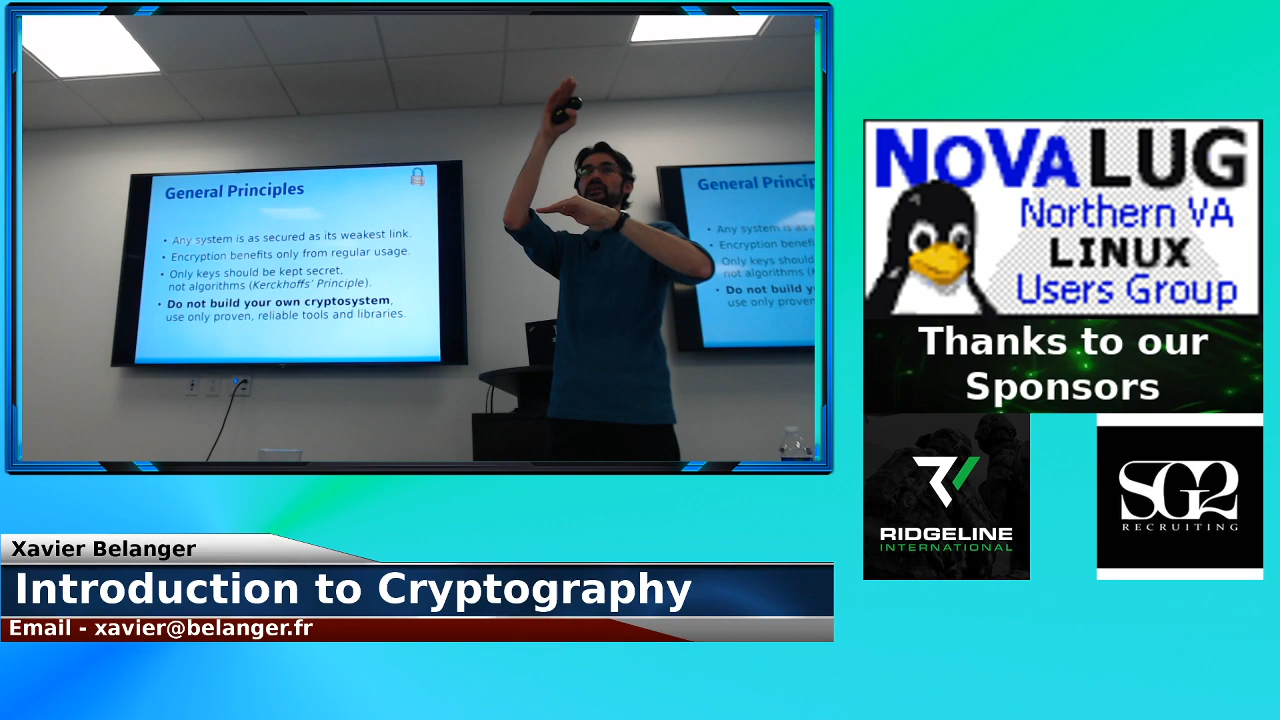 General Principles
• Any system is as secured as its weakest link.
• Encryption benefits only from regular usage.
• Only keys should be kept secret,
not algorithms (Kerckhoffs' Principle).
• Do not build your own cryptosystem,
use only proven, reliable tools and libraries.
General Princip
• Any system is as s
• Encryption benefi
Only keys should
not algorithms (
• Do not build y
use only proven
NOVALUG
Northern VA
LINUX
Users Group
Thanks to our
Sponsors
RIDGELINE
INTERNATIONAL
SG2
RECRUITING
Xavier Belanger
Introduction to Cryptography
Email - xavier@belanger.fr